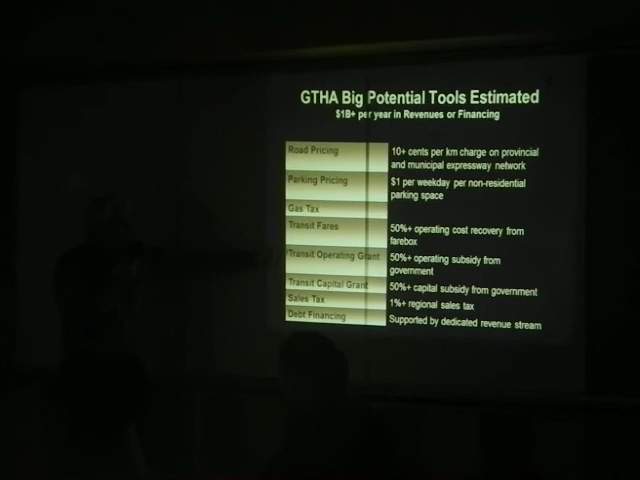 GTHA Big Potential Tools Estimated
$1B+ per year in Revenues or Financing
Road Pricing
10+ cents per km charge on provincial
and municipal expressway network
Parking Pricing
$1 per weekday per non-residential
parking space
Gas Tax
Transit Fares
50%+ operating cost recovery from
farebox
Transit Operating Grant
50%+ operating subsidy from
government
Transit Capital Grant
50%+ capital subsidy from government
Sales Tax
1%+ regional sales tax
Debt Financing
Supported by dedicated revenue stream